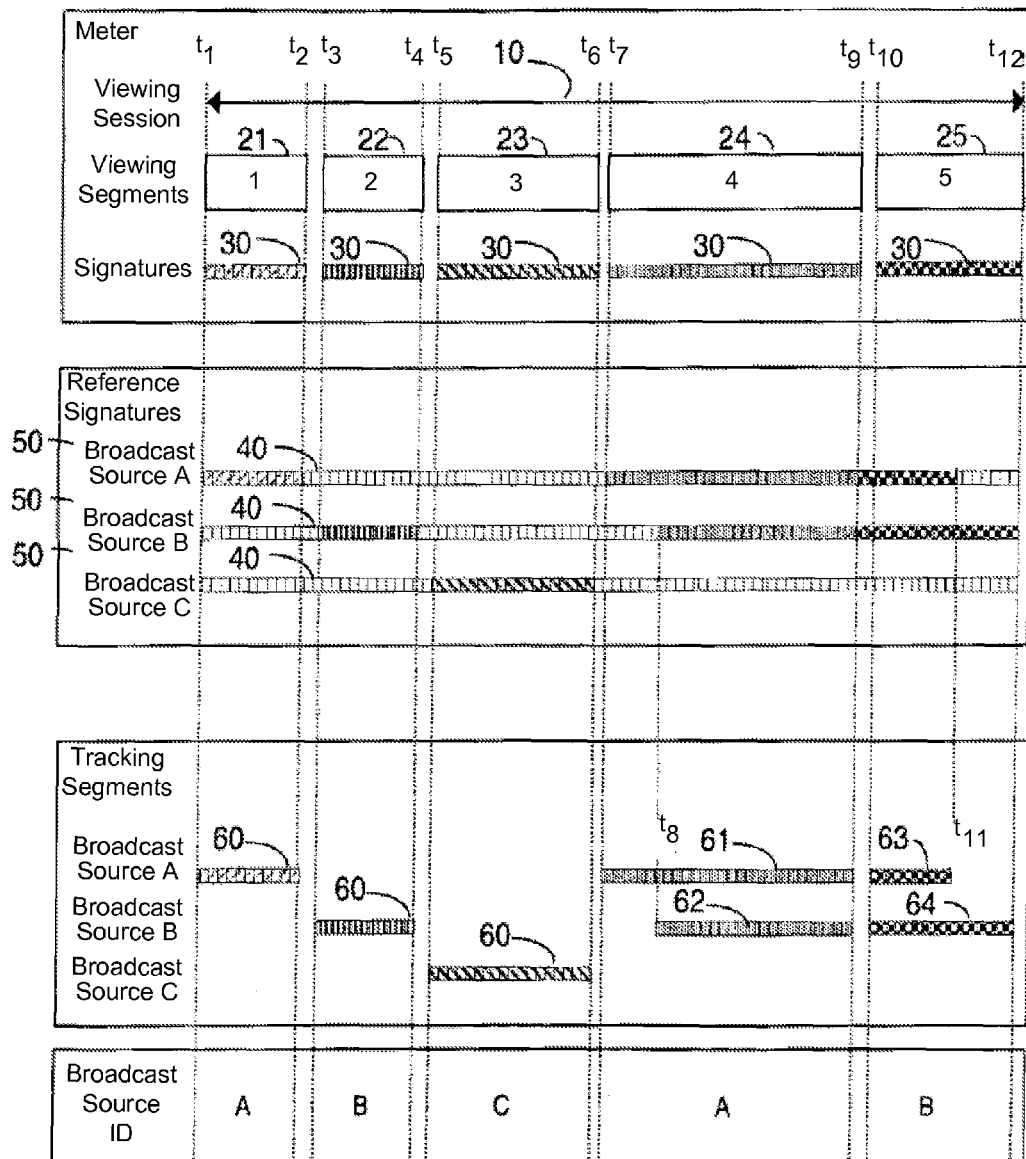 Meter
t1 t2 t3 t4 t5 10 t6 t7 t9 t10 t12
Viewing
Session
21 22 23 24 25
Viewing
Segments
1 2 3 4 5
Signatures 30 30 30 30 30
Reference
Signatures
50 Broadcast
Source A 40
50 Broadcast
Source B 40
50 Broadcast
Source C 40
Tracking
Segments
t8 t11
Broadcast
Source A 60 61 63
Broadcast
Source B 60 62 64
Broadcast
Source C 60
Broadcast
Source
ID
A B C A B